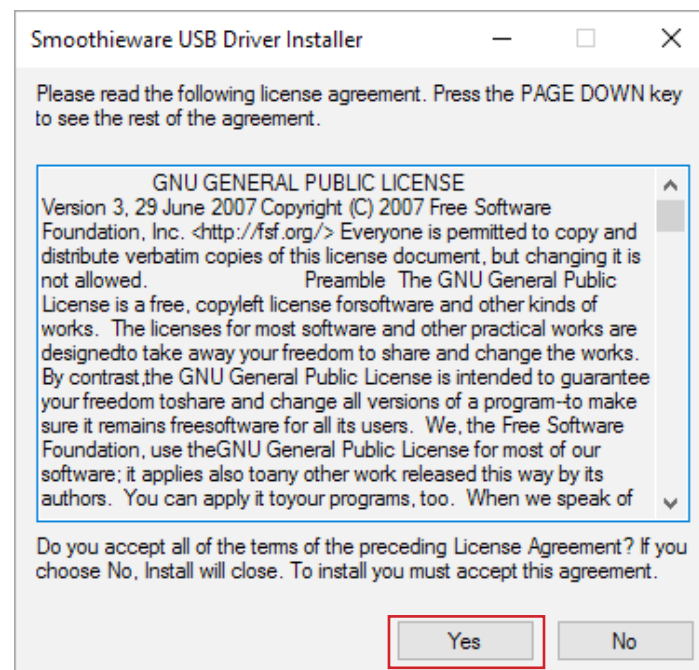 Smoothieware USB Driver Installer
Please read the following license agreement. Press the PAGE DOWN key
to see the rest of the agreement.
GNU GENERAL PUBLIC LICENSE
Version 3, 29 June 2007 Copyright (C) 2007 Free Software
Foundation, Inc. <http://fsf.org/> Everyone is permitted to copy and
distribute verbatim copies of this license document, but changing it is
not allowed. Preamble The GNU General Public
License is a free, copyleft license forsoftware and other kinds of
works. The licenses for most software and other practical works are
designedto take away your freedom to share and change the works.
By contrast,the GNU General Public License is intended to guarantee
your freedom toshare and change all versions of a program--to make
sure it remains freesoftware for all its users. We, the Free Software
Foundation, use theGNU General Public License for most of our
software; it applies also toany other work released this way by its
authors. You can apply it toyour programs, too. When we speak of
Do you accept all of the terms of the preceding License Agreement? If you
choose No, Install will close. To install you must accept this agreement.
Yes No